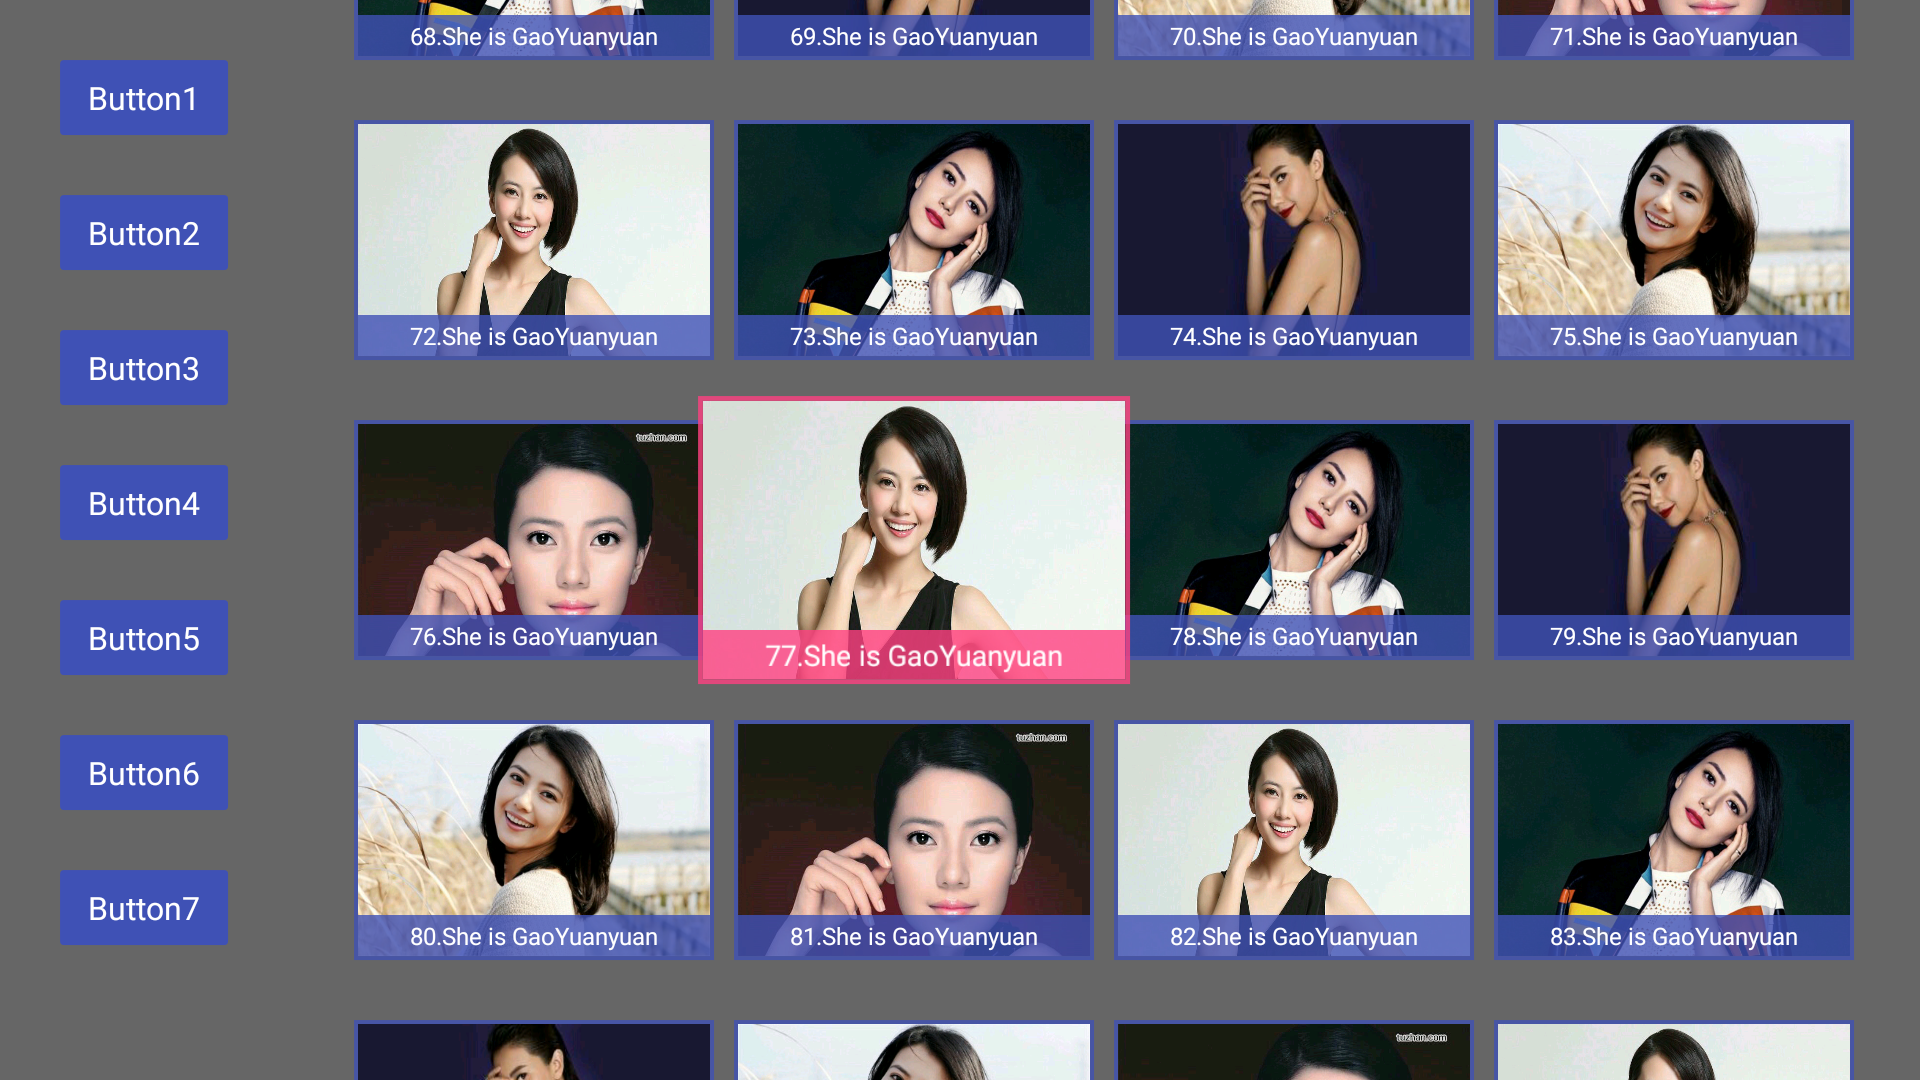 68.She is GaoYuanyuan
69.She is GaoYuanyuan
70.She is GaoYuanyuan
71.She is GaoYuanyuan
Button1
Button2
Button3
Button4
Button5
Button6
Button7
72.She is GaoYuanyuan
73.She is GaoYuanyuan
74.She is GaoYuanyuan
75.She is GaoYuanyuan
tuzhan.com
76.She is GaoYuanyuan
77.She is GaoYuanyuan
78.She is GaoYuanyuan
79.She is GaoYuanyuan
tuzhan.com
80.She is GaoYuanyuan
81.She is GaoYuanyuan
82.She is GaoYuanyuan
83.She is GaoYuanyuan
tuzhan.com